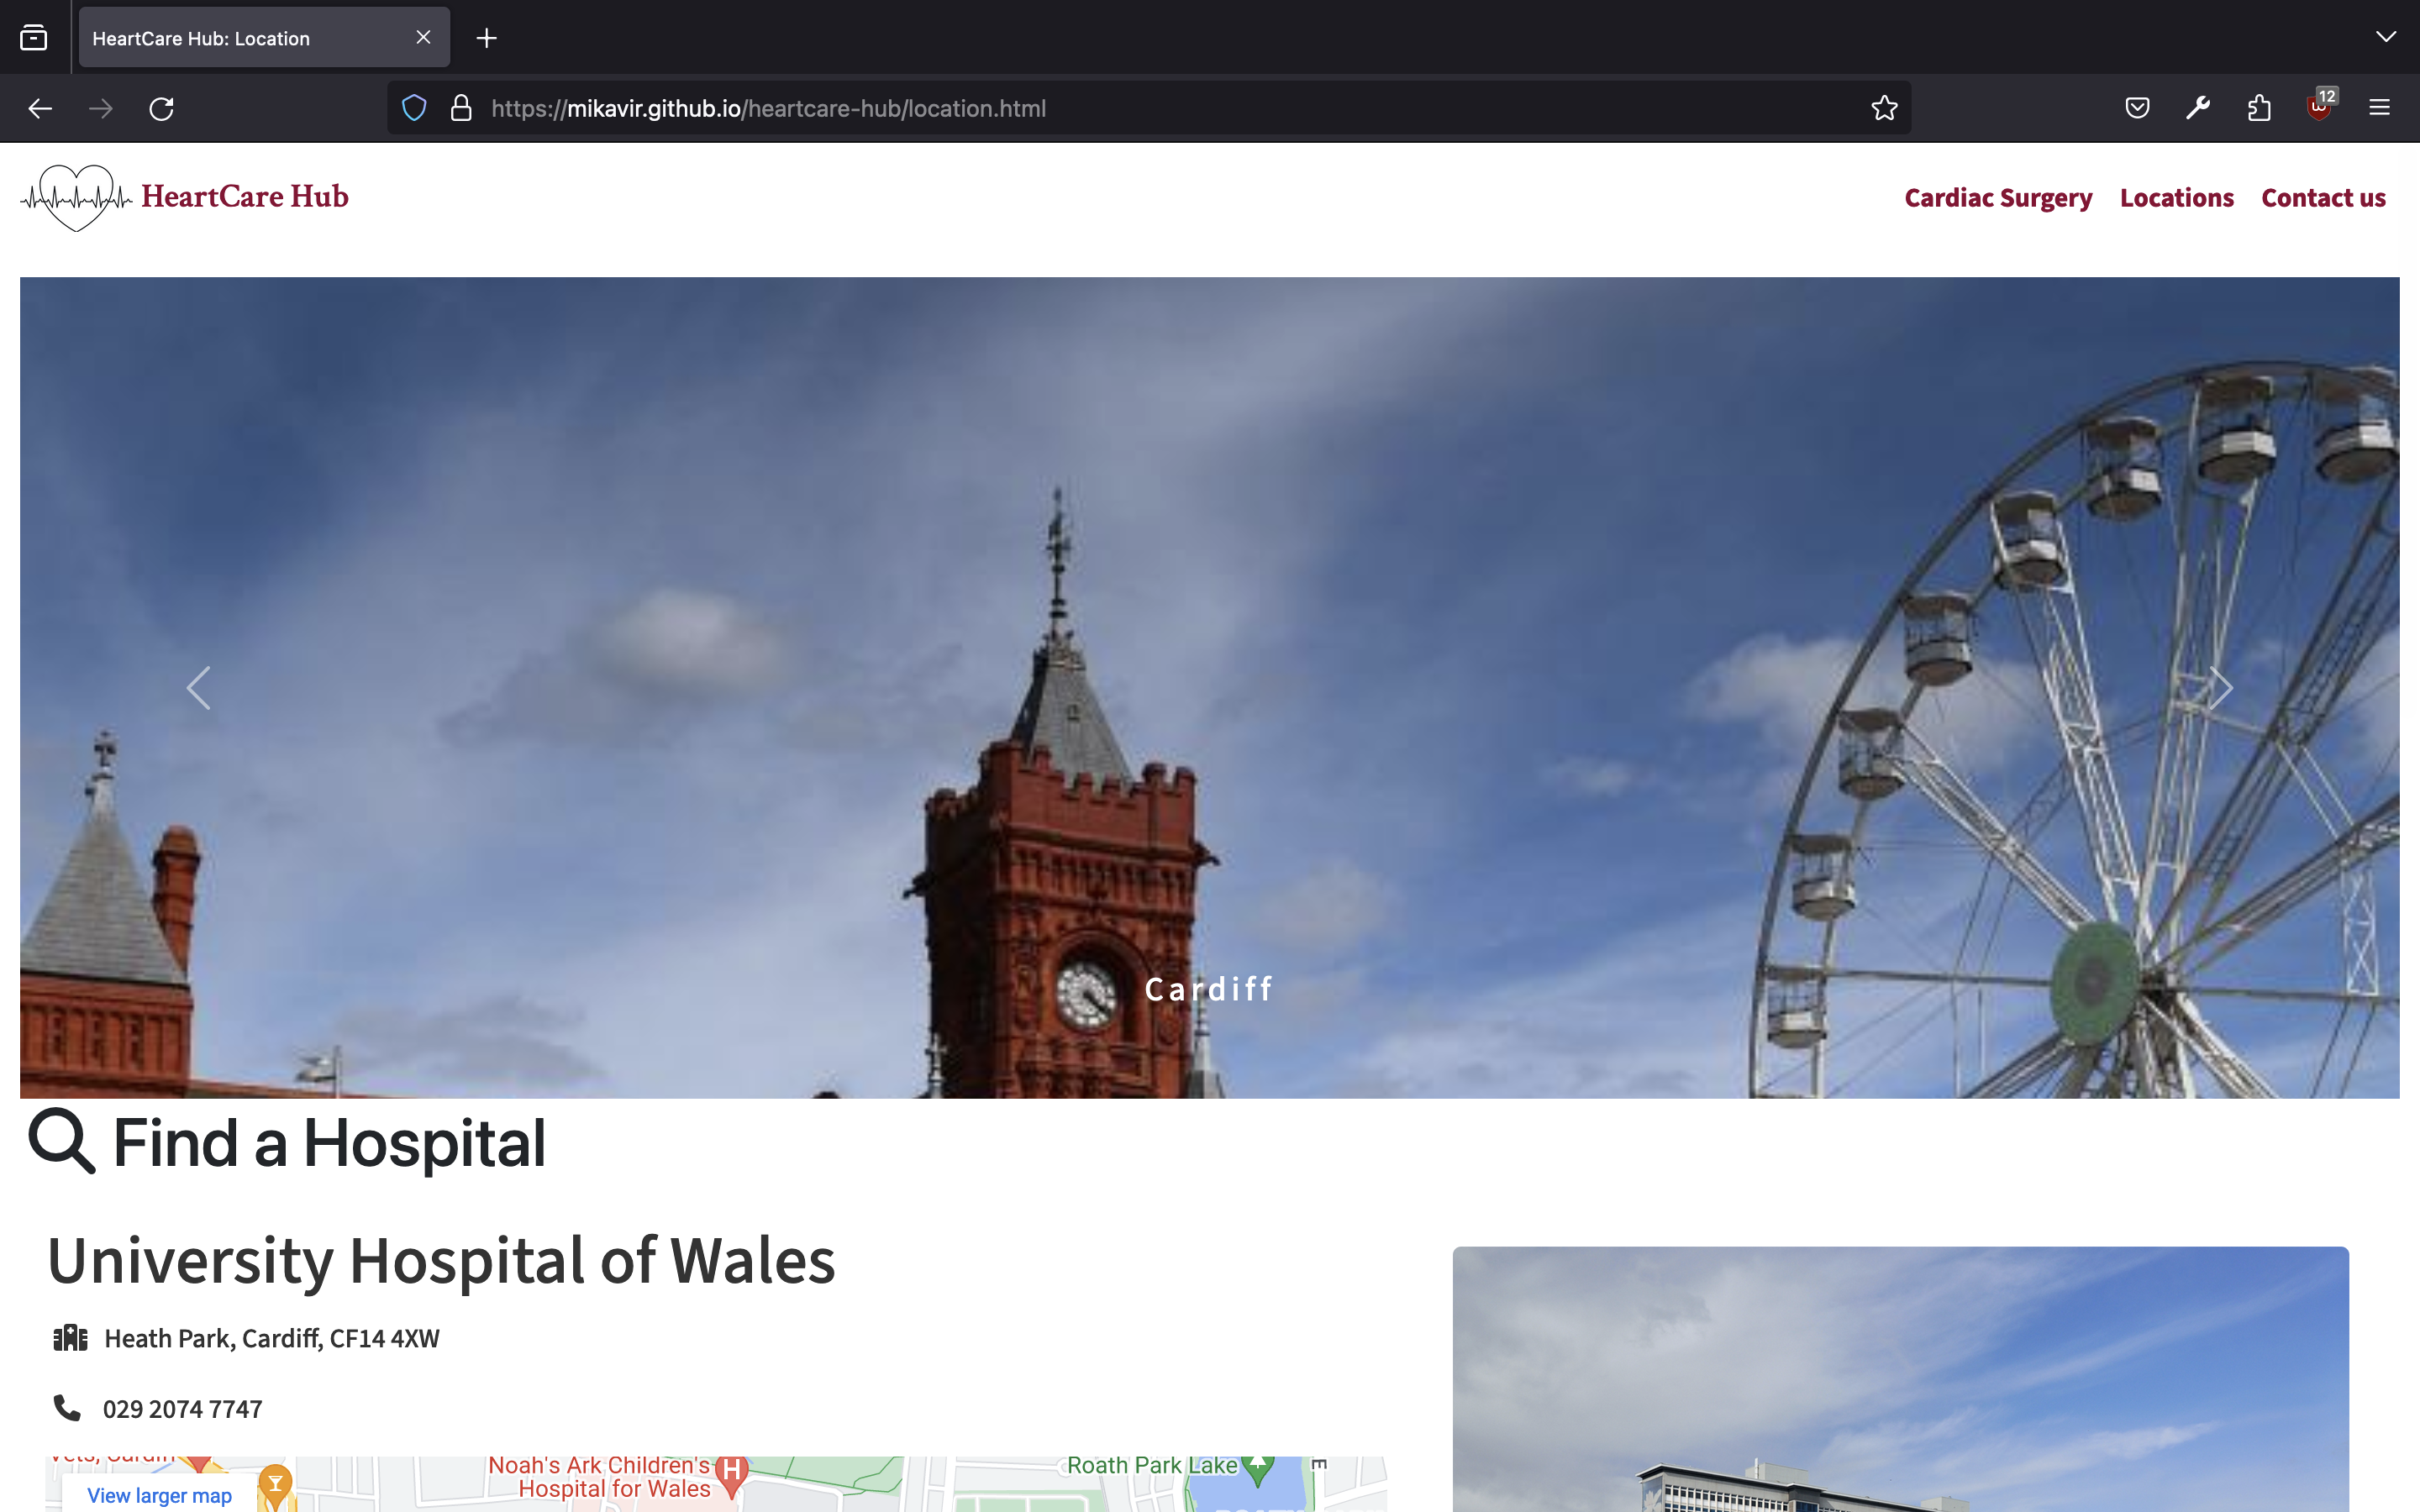 HeartCare Hub: Location
https://mikavir.github.io/heartcare-hub/location.html
12
HeartCare Hub
Cardiac Surgery Locations Contact us
Cardiff
Find a Hospital
University Hospital of Wales
Heath Park, Cardiff, CF14 4XW
029 2074 7747
Noah's Ark Children's
Hospital for Wales
H
Roath Park Lake
View larger map